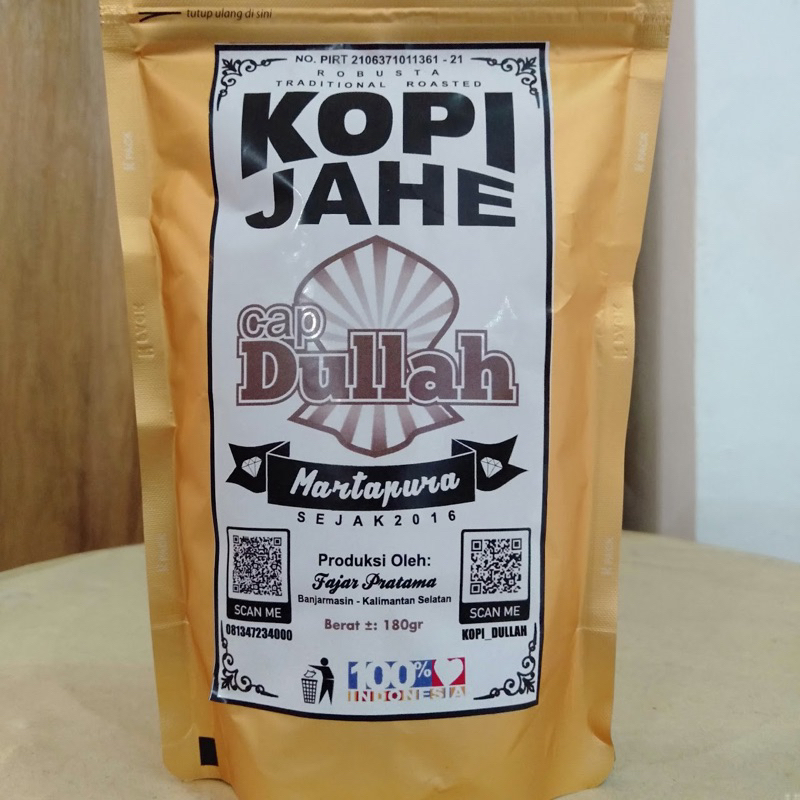 tutup ulang di sini
NO. PIRT 2106371011361 - 21
ROBUSTA
TRADITIONAL ROASTED
KOPI
JAHE
cap
Dullah
Martapura
SEJAK2016
Produksi Oleh:
Fajar Pratama
Banjarmasin - Kalimantan Selatan
Berat ±: 180gr
SCAN ME
081347234000
SCAN ME
KOPI_DULLAH
100%
INDONESIA